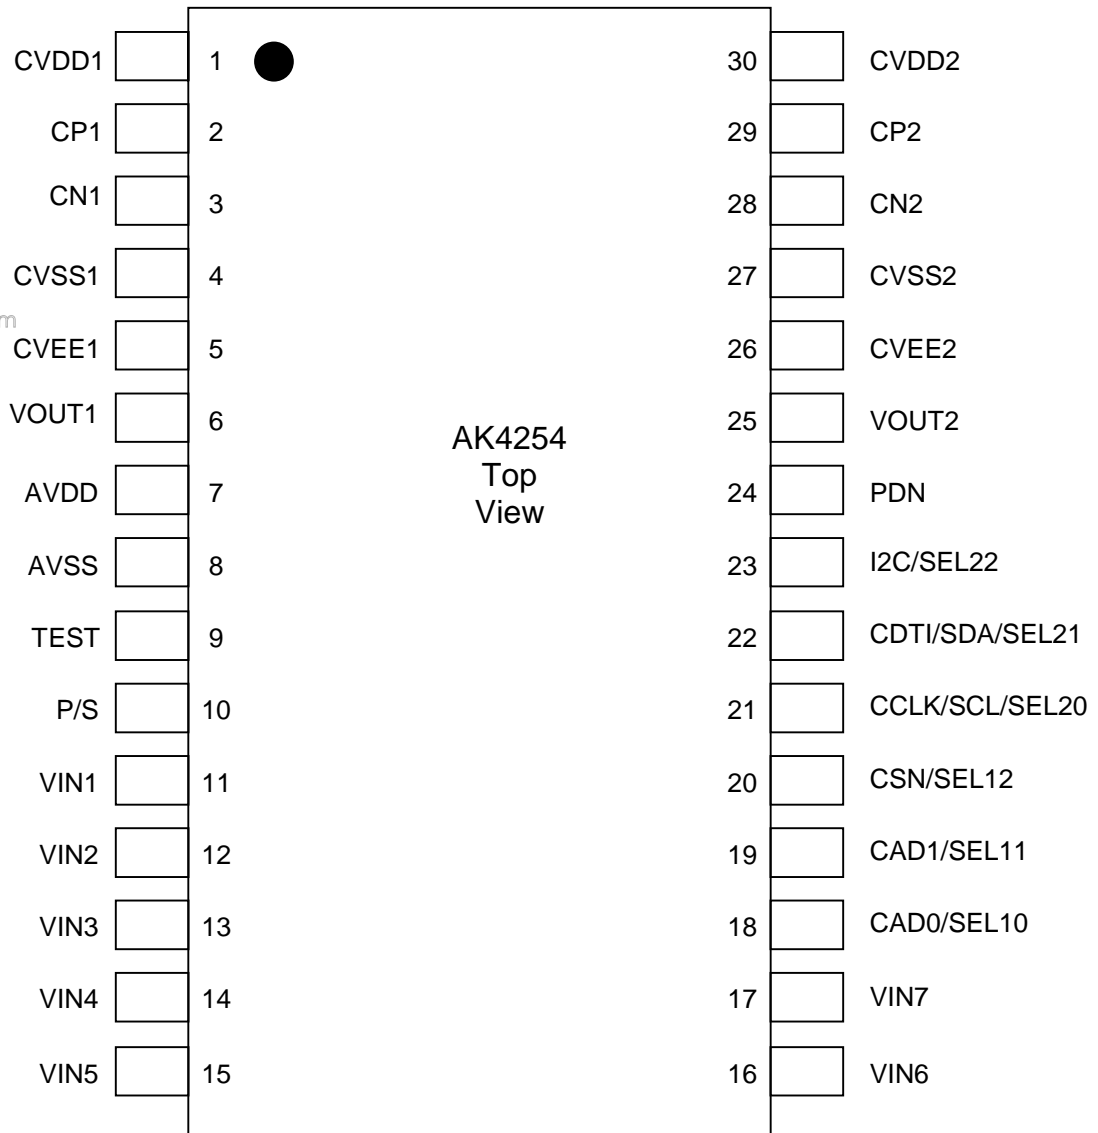 CVDD1 1 30 CVDD2
CP1 2 29 CP2
CN1 3 28 CN2
CVSS1 4 27 CVSS2
CVEE1 5 26 CVEE2
VOUT1 6 25 VOUT2
AK4254
Top
View
AVDD 7 24 PDN
AVSS 8 23 I2C/SEL22
TEST 9 22 CDTI/SDA/SEL21
P/S 10 21 CCLK/SCL/SEL20
VIN1 11 20 CSN/SEL12
VIN2 12 19 CAD1/SEL11
VIN3 13 18 CAD0/SEL10
VIN4 14 17 VIN7
VIN5 15 16 VIN6